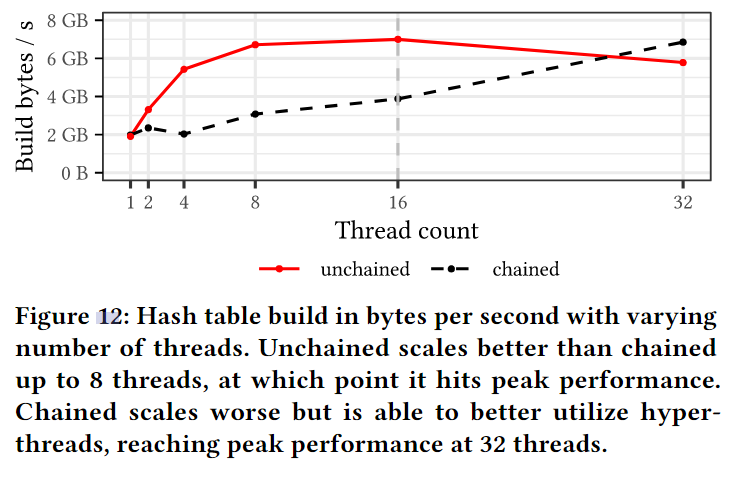 8 GB
6 GB
4 GB
2 GB
0 B
Build bytes / s
1 2 4 8 16 32
Thread count
unchained chained
Figure 12: Hash table build in bytes per second with varying
number of threads. Unchained scales better than chained
up to 8 threads, at which point it hits peak performance.
Chained scales worse but is able to better utilize hyper-
threads, reaching peak performance at 32 threads.